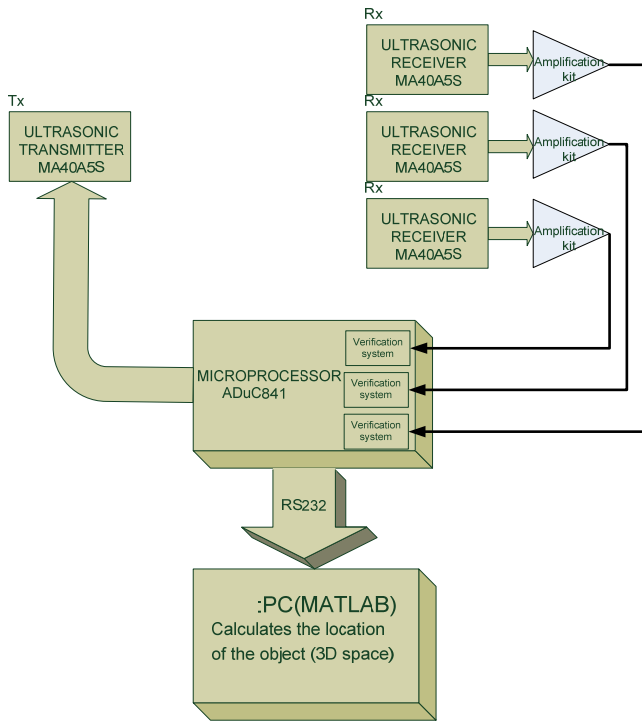 Rx
ULTRASONIC
RECEIVER
MA40A5S
Amplification
kit
Tx
ULTRASONIC
TRANSMITTER
MA40A5S
Rx
ULTRASONIC
RECEIVER
MA40A5S
Amplification
kit
Rx
ULTRASONIC
RECEIVER
MA40A5S
Amplification
kit
MICROPROCESSOR
ADuC841
Verification
system
Verification
system
Verification
system
RS232
:PC(MATLAB)
Calculates the location
of the object (3D space)